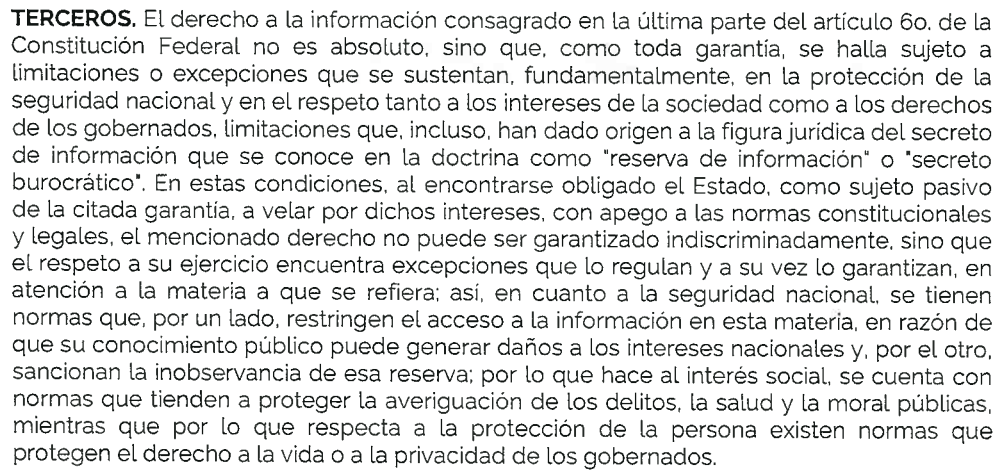 TERCEROS. El derecho a la información consagrado en la última parte del artículo 6o. de la
Constitución Federal no es absoluto, sino que, como toda garantía, se halla sujeto a
limitaciones o excepciones que se sustentan, fundamentalmente, en la protección de la
seguridad nacional y en el respeto tanto a los intereses de la sociedad como a los derechos
de los gobernados, limitaciones que, incluso, han dado origen a la figura jurídica del secreto
de información que se conoce en la doctrina como "reserva de información" o "secreto
burocrático". En estas condiciones, al encontrarse obligado el Estado, como sujeto pasivo
de la citada garantía, a velar por dichos intereses, con apego a las normas constitucionales
y legales, el mencionado derecho no puede ser garantizado indiscriminadamente, sino que
el respeto a su ejercicio encuentra excepciones que lo regulan y a su vez lo garantizan, en
atención a la materia a que se refiera; así, en cuanto a la seguridad nacional, se tienen
normas que, por un lado, restringen el acceso a la información en esta materia, en razón de
que su conocimiento público puede generar daños a los intereses nacionales y, por el otro,
sancionan la inobservancia de esa reserva; por lo que hace al interés social, se cuenta con
normas que tienden a proteger la averiguación de los delitos, la salud y la moral públicas,
mientras que por lo que respecta a la protección de la persona existen normas que
protegen el derecho a la vida o a la privacidad de los gobernados.